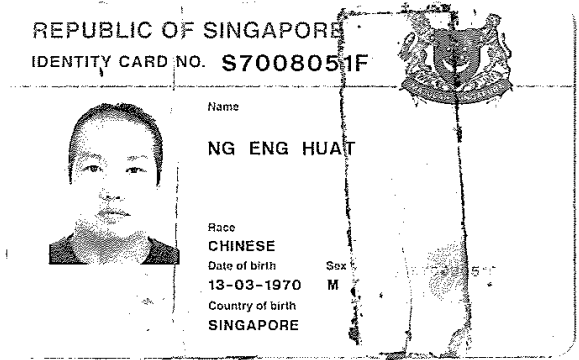 REPUBLIC OF SINGAPORE
IDENTITY CARD NO. S7008051F
Name
NG ENG HUAT
Race
CHINESE
Date of birth Sex
13-03-1970 M
Country of birth
SINGAPORE